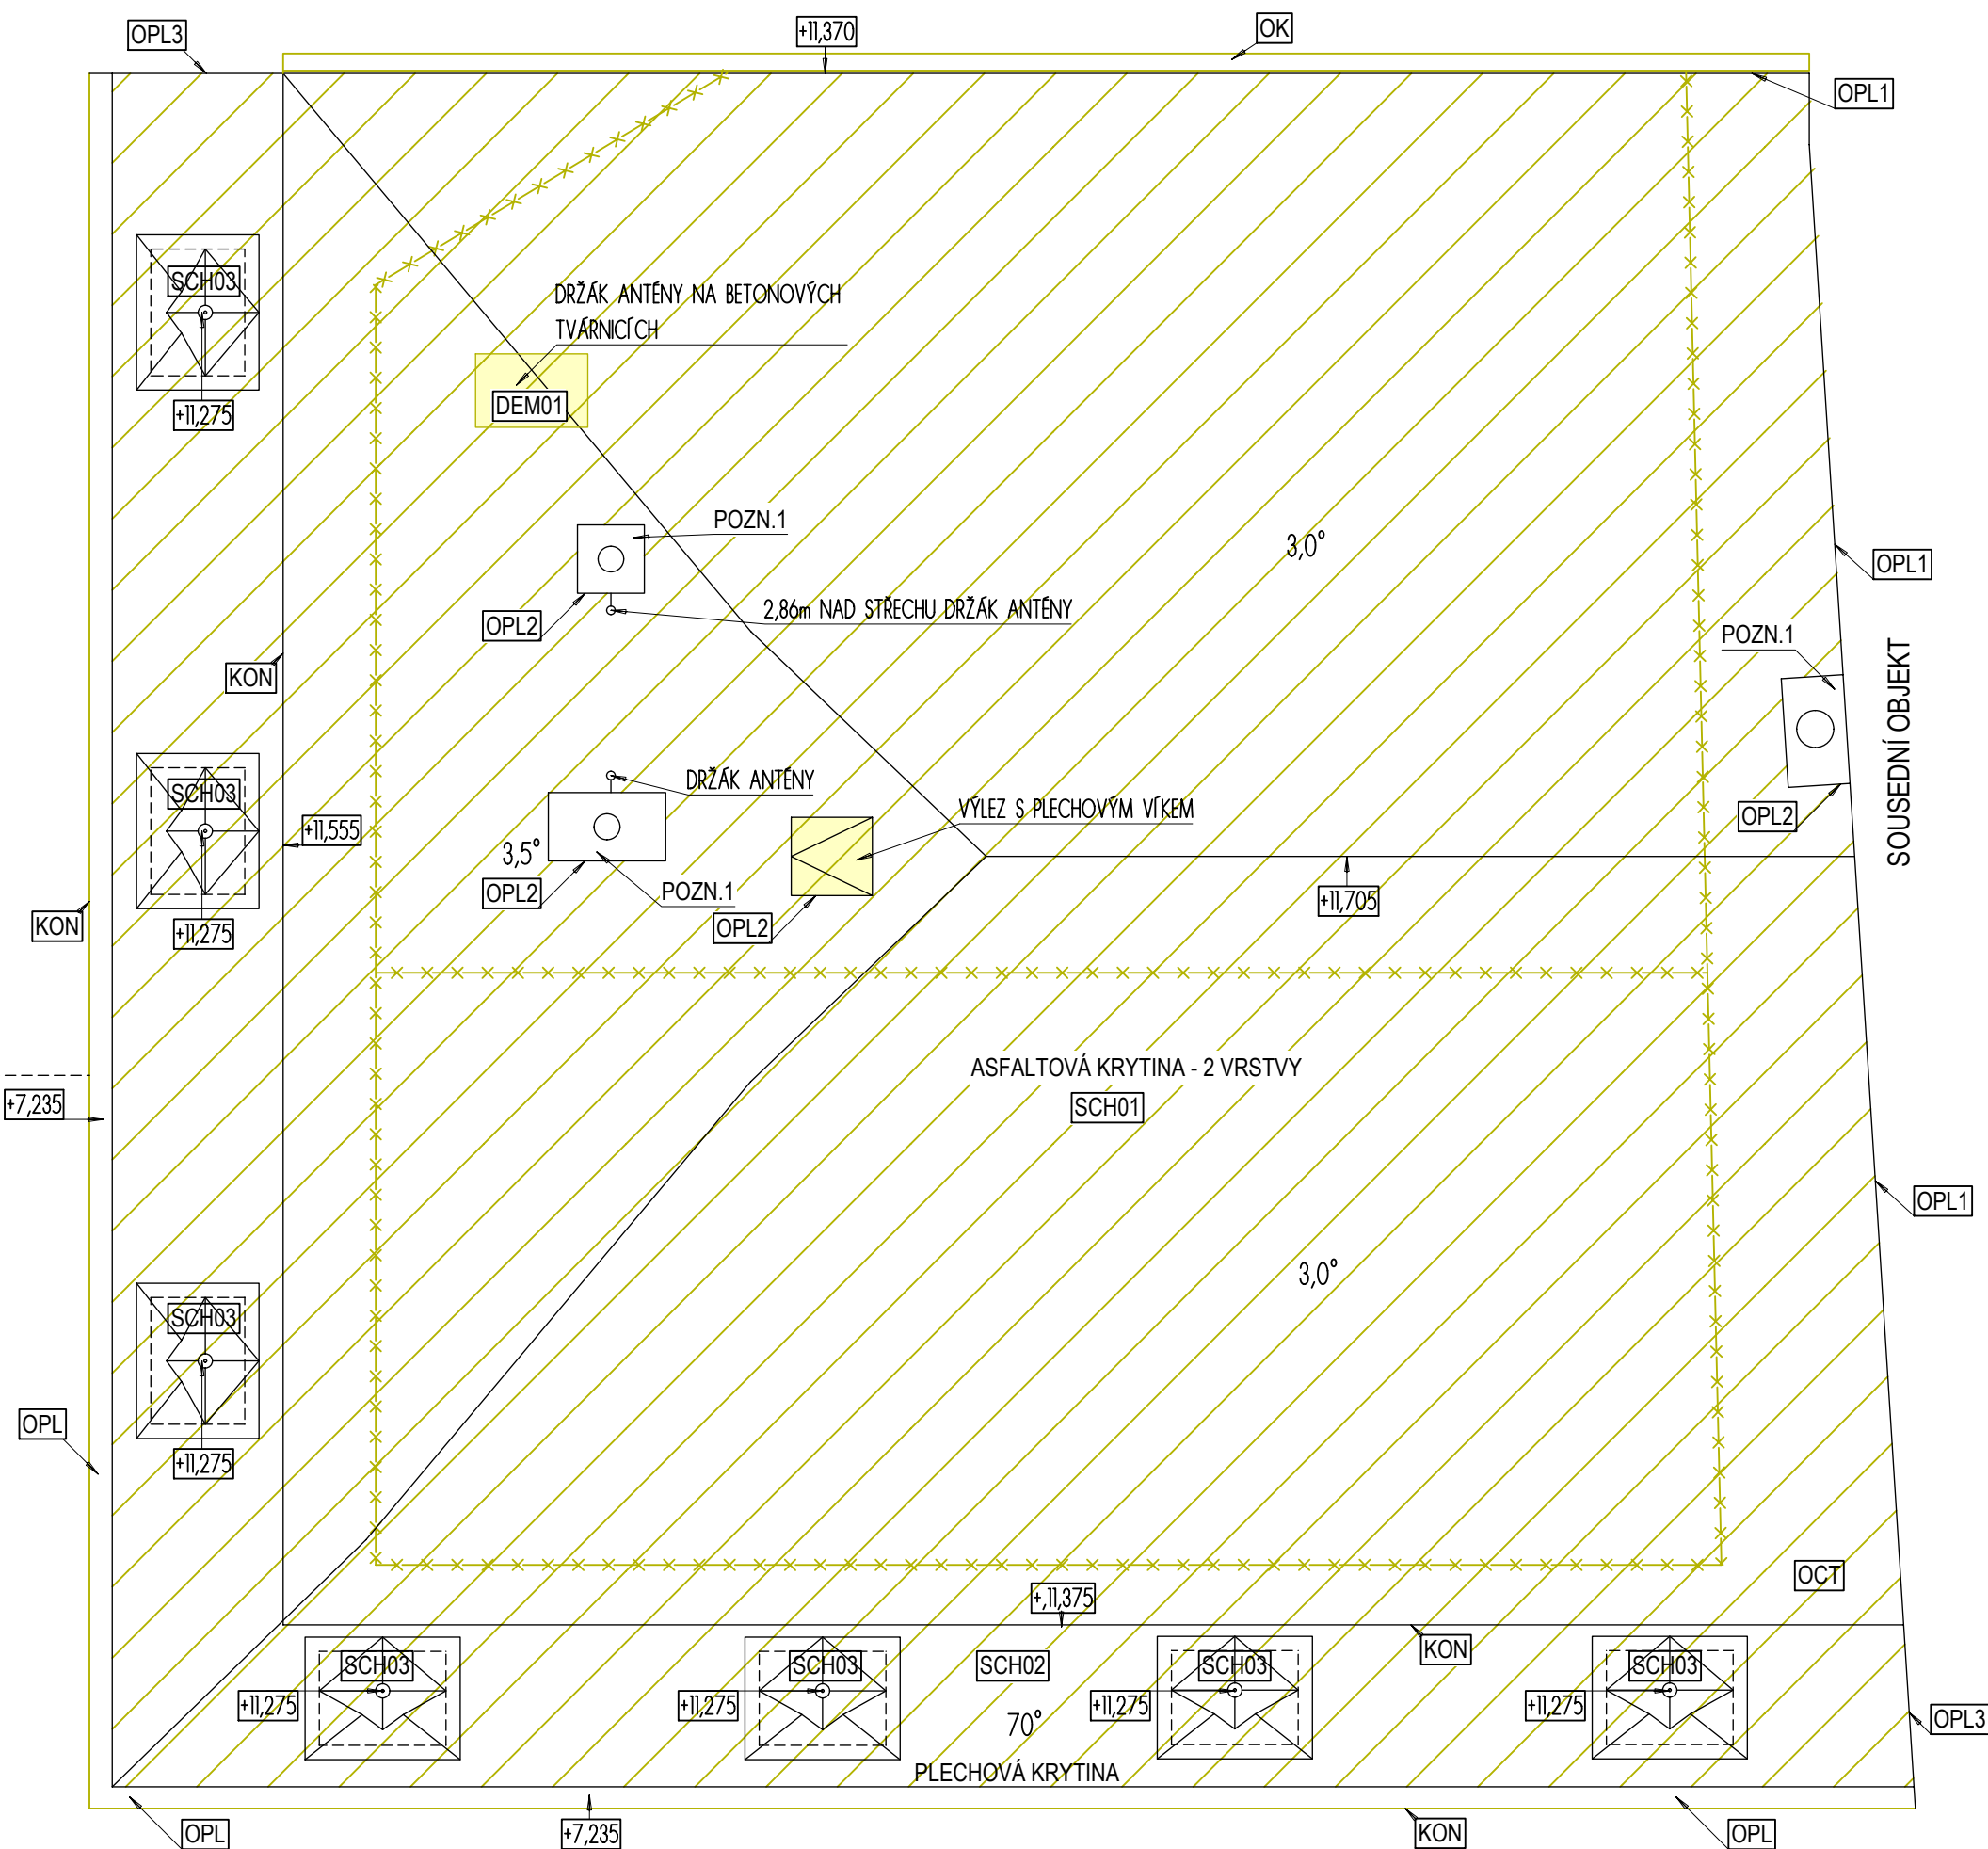 OPL3
+11,370
OK
OPL1
SCH03
DRŽÁK ANTÉNY NA BETONOVÝCH
TVÁRNICÍCH
+11,275
DEM01
POZN.1
3,0°
OPL1
2,86m NAD STŘECHU DRŽÁK ANTÉNY
OPL2
POZN.1
KON
SOUSEDNÍ OBJEKT
DRŽÁK ANTÉNY
SCH03
VÝLEZ S PLECHOVÝM VÍKEM
OPL2
+11,555
3,5°
OPL2
POZN.1
+11,705
KON
+11,275
OPL2
ASFALTOVÁ KRYTINA - 2 VRSTVY
SCH01
+7,235
OPL1
3,0°
SCH03
OPL
+11,275
OCT
+,11,375
KON
SCH03
SCH03
SCH02
SCH03
SCH03
+11,275
+11,275
+11,275
+11,275
70°
OPL3
PLECHOVÁ KRYTINA
OPL
+7,235
KON
OPL